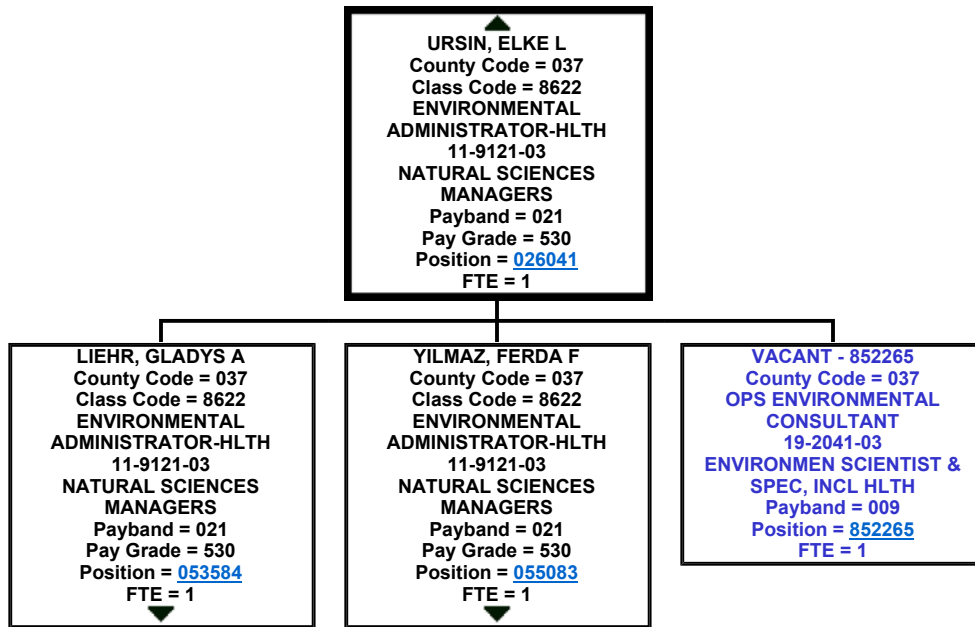 URSIN, ELKE L
County Code = 037
Class Code = 8622
ENVIRONMENTAL
ADMINISTRATOR-HLTH
11-9121-03
NATURAL SCIENCES
MANAGERS
Payband = 021
Pay Grade = 530
Position = 026041
FTE = 1
LIEHR, GLADYS A
County Code = 037
Class Code = 8622
ENVIRONMENTAL
ADMINISTRATOR-HLTH
11-9121-03
NATURAL SCIENCES
MANAGERS
Payband = 021
Pay Grade = 530
Position = 053584
FTE = 1
YILMAZ, FERDA F
County Code = 037
Class Code = 8622
ENVIRONMENTAL
ADMINISTRATOR-HLTH
11-9121-03
NATURAL SCIENCES
MANAGERS
Payband = 021
Pay Grade = 530
Position = 055083
FTE = 1
VACANT - 852265
County Code = 037
OPS ENVIRONMENTAL
CONSULTANT
19-2041-03
ENVIRONMEN SCIENTIST &
SPEC, INCL HLTH
Payband = 009
Position = 852265
FTE = 1